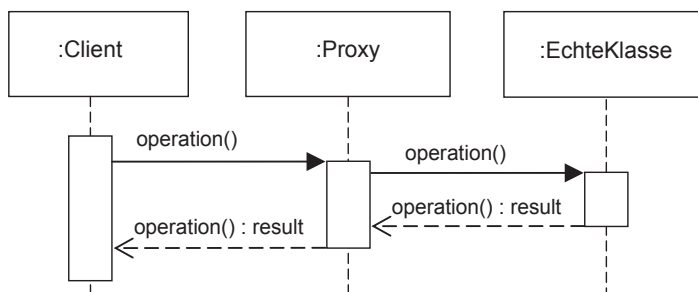 :Client
:Proxy
:EchteKlasse
operation()
operation()
operation() : result
operation() : result